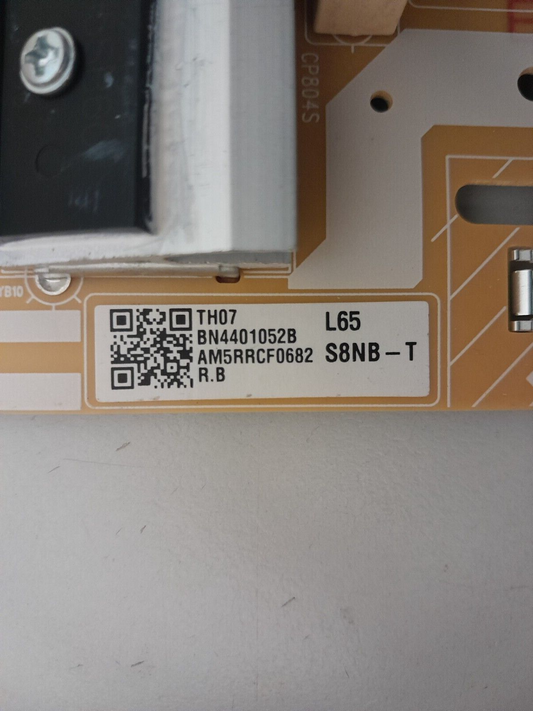 CP804S
YB10
TH07
BN4401052B
AM5RRCF0682
R.B
L65
S8NB-T